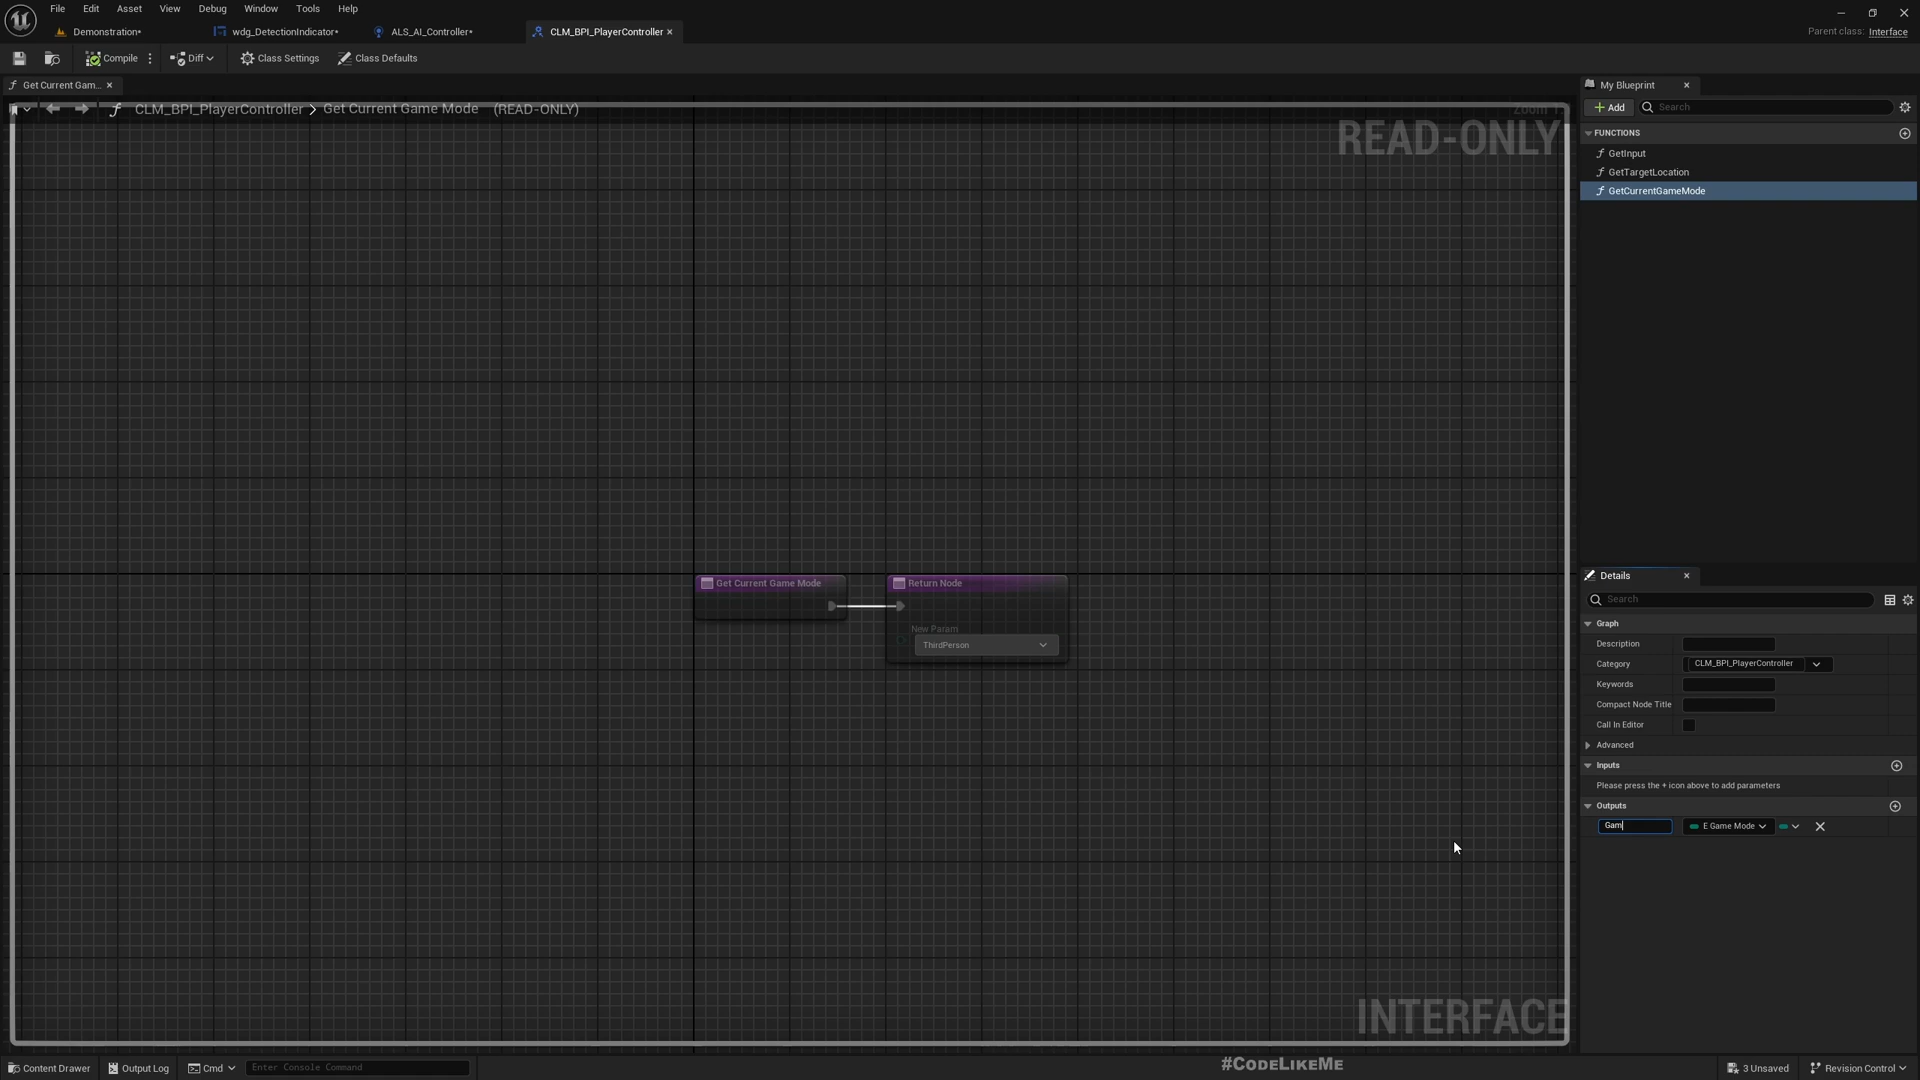 File Edit Asset View Debug Window Tools Help
Demonstration* wdg_DetectionIndicator* ALS_AI_Controller* CLM_BPI_PlayerController
Parent class: Interface
Compile Diff Class Settings Class Defaults
Get Current Gam...
CLM_BPI_PlayerController > Get Current Game Mode (READ-ONLY)
READ-ONLY
Get Current Game Mode
Return Node
New Param
ThirdPerson
INTERFACE
My Blueprint
+ Add Search
FUNCTIONS
GetInput
GetTargetLocation
GetCurrentGameMode
Details
Search
Graph
Description
Category CLM_BPI_PlayerController
Keywords
Compact Node Title
Call In Editor
Advanced
Inputs
Please press the + icon above to add parameters
Outputs
Gam E Game Mode
Content Drawer Output Log Cmd Enter Console Command
#CODELIKEME
3 Unsaved Revision Control